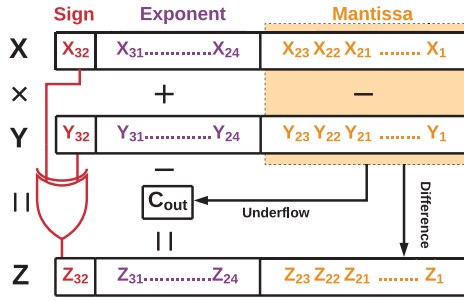 Sign Exponent Mantissa
X X₃₂ X₃₁..............X₂₄ X₂₃ X₂₂ X₂₁ ........ X₁
× + −
Y Y₃₂ Y₃₁..............Y₂₄ Y₂₃ Y₂₂ Y₂₁ ........ Y₁
−
= Cout Underflow Difference
=
Z Z₃₂ Z₃₁..............Z₂₄ Z₂₃ Z₂₂ Z₂₁ ........ Z₁